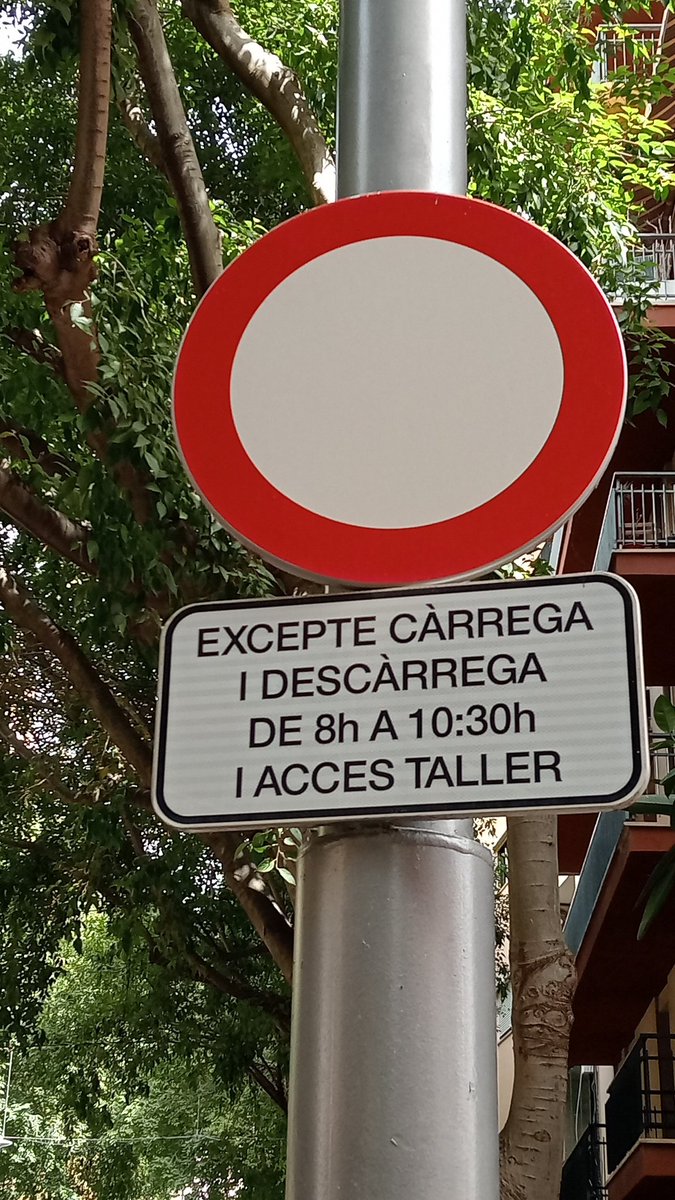 EXCEPTE CÀRREGA
I DESCÀRREGA
DE 8h A 10:30h
I ACCES TALLER